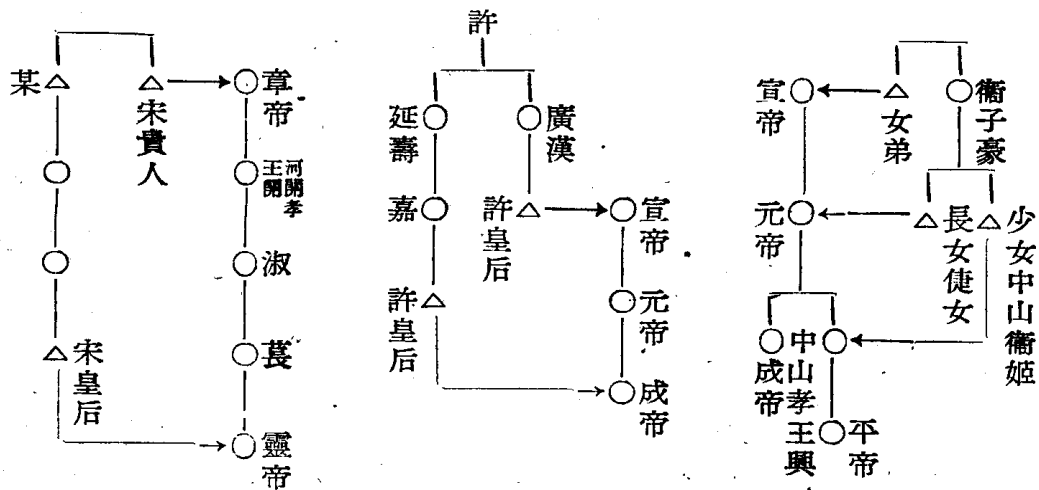 衞子豪
女弟
宣帝
少女中山衞姬
長女倢女
元帝
中山孝王興
成帝
平帝
許
廣漢
延壽
宣帝
許皇后
嘉
元帝
許皇后
成帝
章帝
宋貴人
某
河閒孝
王開
淑
萇
宋皇后
靈帝